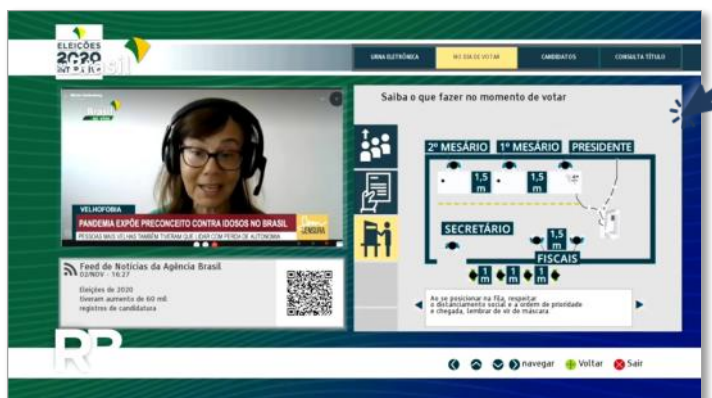 ELEIÇÕES
2020
Brasil
URNA ELETRÔNICA
NO DIA DE VOTAR
CANDIDATOS
CONSULTA TÍTULO
Brasil
VELHOFOBIA
PANDEMIA EXPÕE PRECONCEITO CONTRA IDOSOS NO BRASIL
PESSOAS MAIS VELHAS TAMBÉM TIVERAM QUE LIDAR COM PERDA DE AUTONOMIA
CENSURA
Feed de Notícias da Agência Brasil
02/NOV - 16:27
Eleições de 2020
tiveram aumento de 60 mil
registros de candidatura
Saiba o que fazer no momento de votar
2º MESÁRIO 1º MESÁRIO PRESIDENTE
1,5 m
1,5 m
SECRETÁRIO
1,5 m
FISCAIS
1 m
1 m
1 m
Ao se posicionar na fila, respeitar
o distânciamento social e a ordem de prioridade
e chegada, lembrar de vir de máscara
RP
navegar Voltar Sair